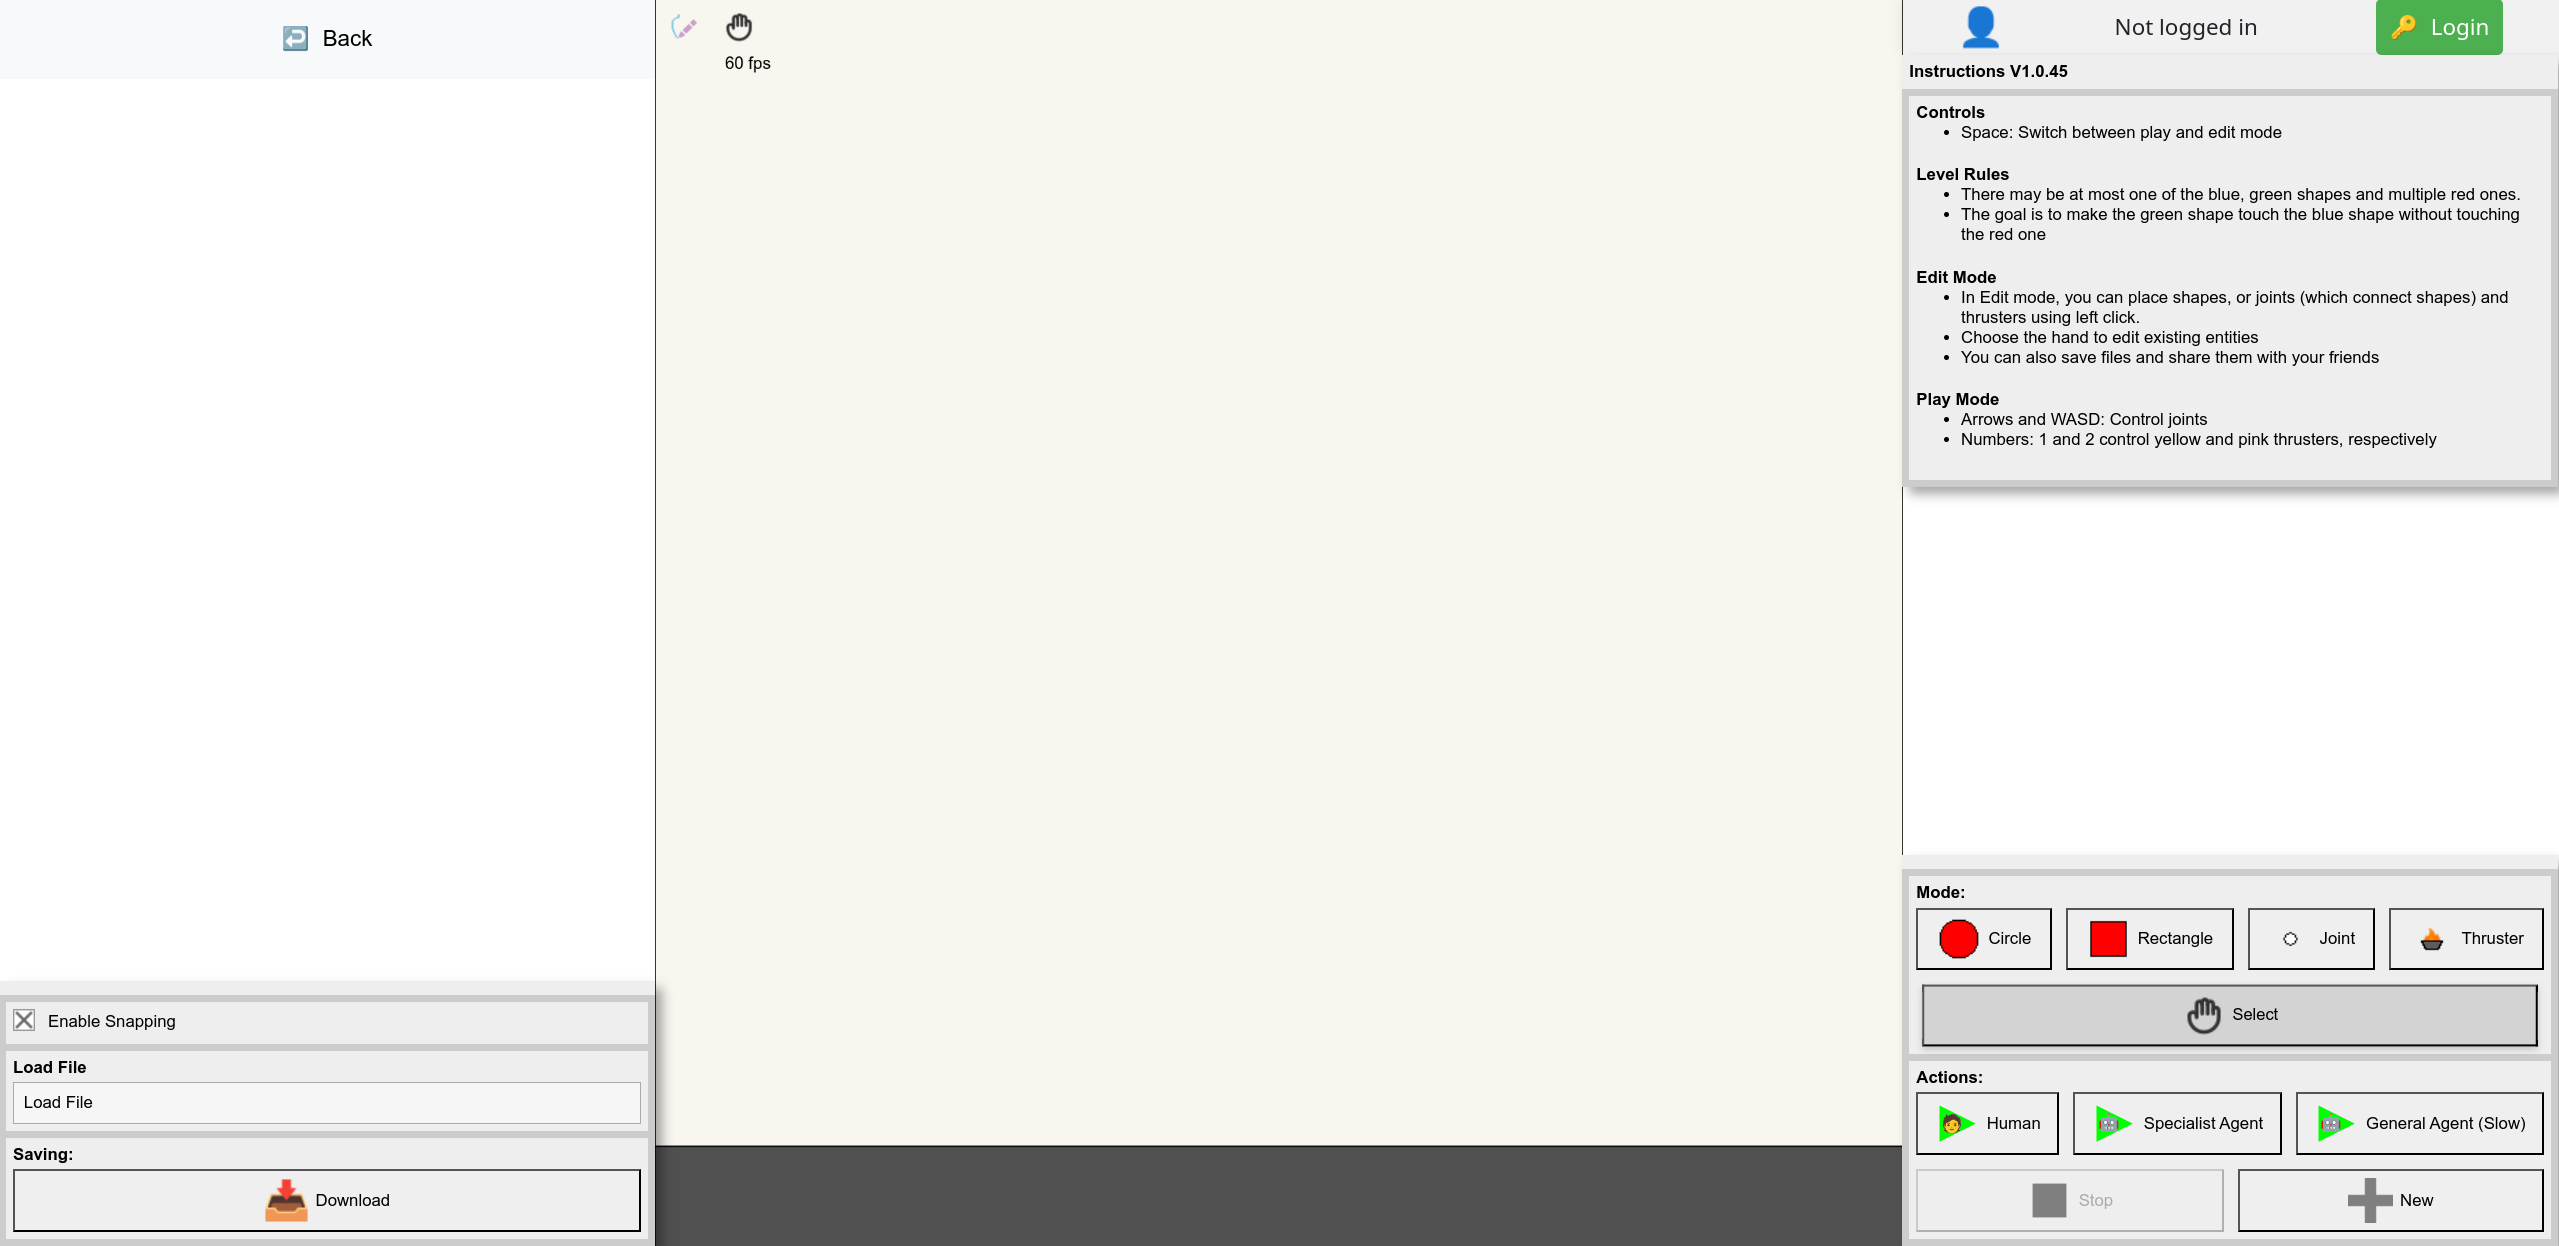 Back
60 fps
Not logged in
Login
Instructions V1.0.45
Controls
Space: Switch between play and edit mode
Level Rules
There may be at most one of the blue, green shapes and multiple red ones.
The goal is to make the green shape touch the blue shape without touching
the red one
Edit Mode
In Edit mode, you can place shapes, or joints (which connect shapes) and
thrusters using left click.
Choose the hand to edit existing entities
You can also save files and share them with your friends
Play Mode
Arrows and WASD: Control joints
Numbers: 1 and 2 control yellow and pink thrusters, respectively
Mode:
Circle
Rectangle
Joint
Thruster
Select
Actions:
Human
Specialist Agent
General Agent (Slow)
Stop
New
Enable Snapping
Load File
Load File
Saving:
Download